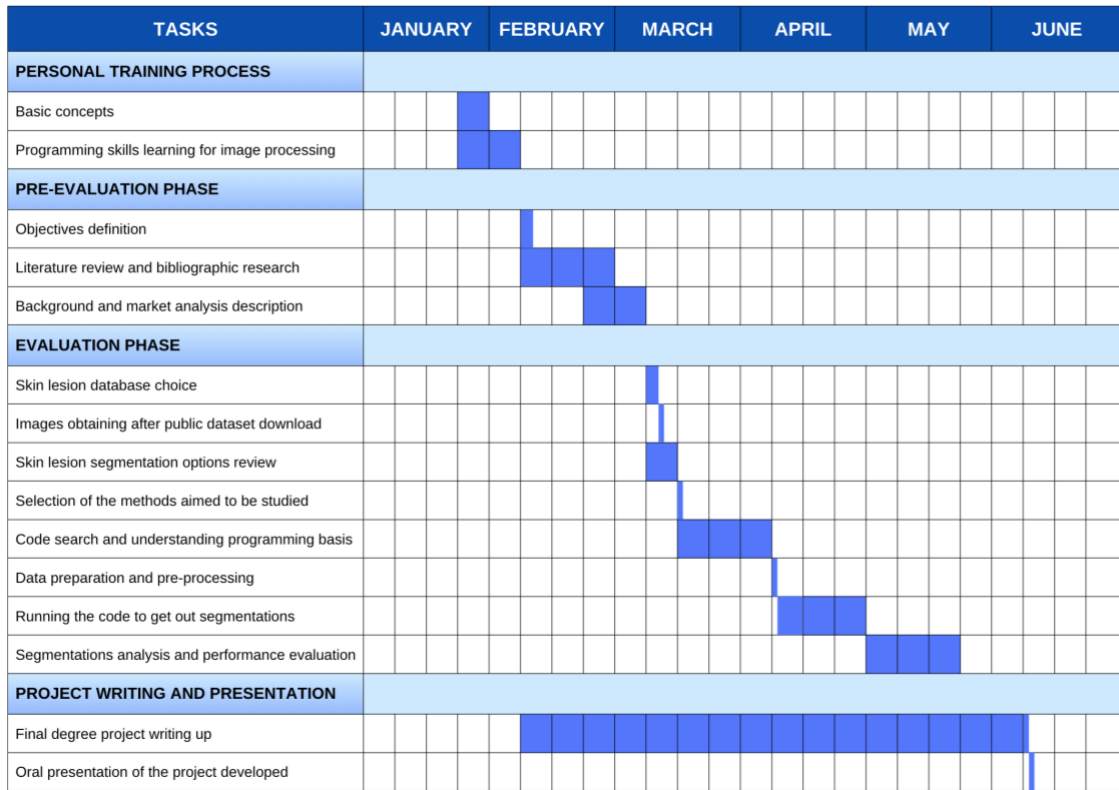 TASKS JANUARY FEBRUARY MARCH APRIL MAY JUNE
PERSONAL TRAINING PROCESS
Basic concepts
Programming skills learning for image processing
PRE-EVALUATION PHASE
Objectives definition
Literature review and bibliographic research
Background and market analysis description
EVALUATION PHASE
Skin lesion database choice
Images obtaining after public dataset download
Skin lesion segmentation options review
Selection of the methods aimed to be studied
Code search and understanding programming basis
Data preparation and pre-processing
Running the code to get out segmentations
Segmentations analysis and performance evaluation
PROJECT WRITING AND PRESENTATION
Final degree project writing up
Oral presentation of the project developed